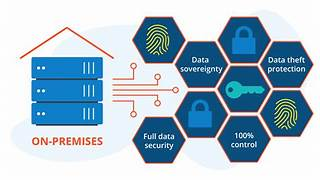 Data
sovereignty
Data theft
protection
ON-PREMISES
Full data
security
100%
control